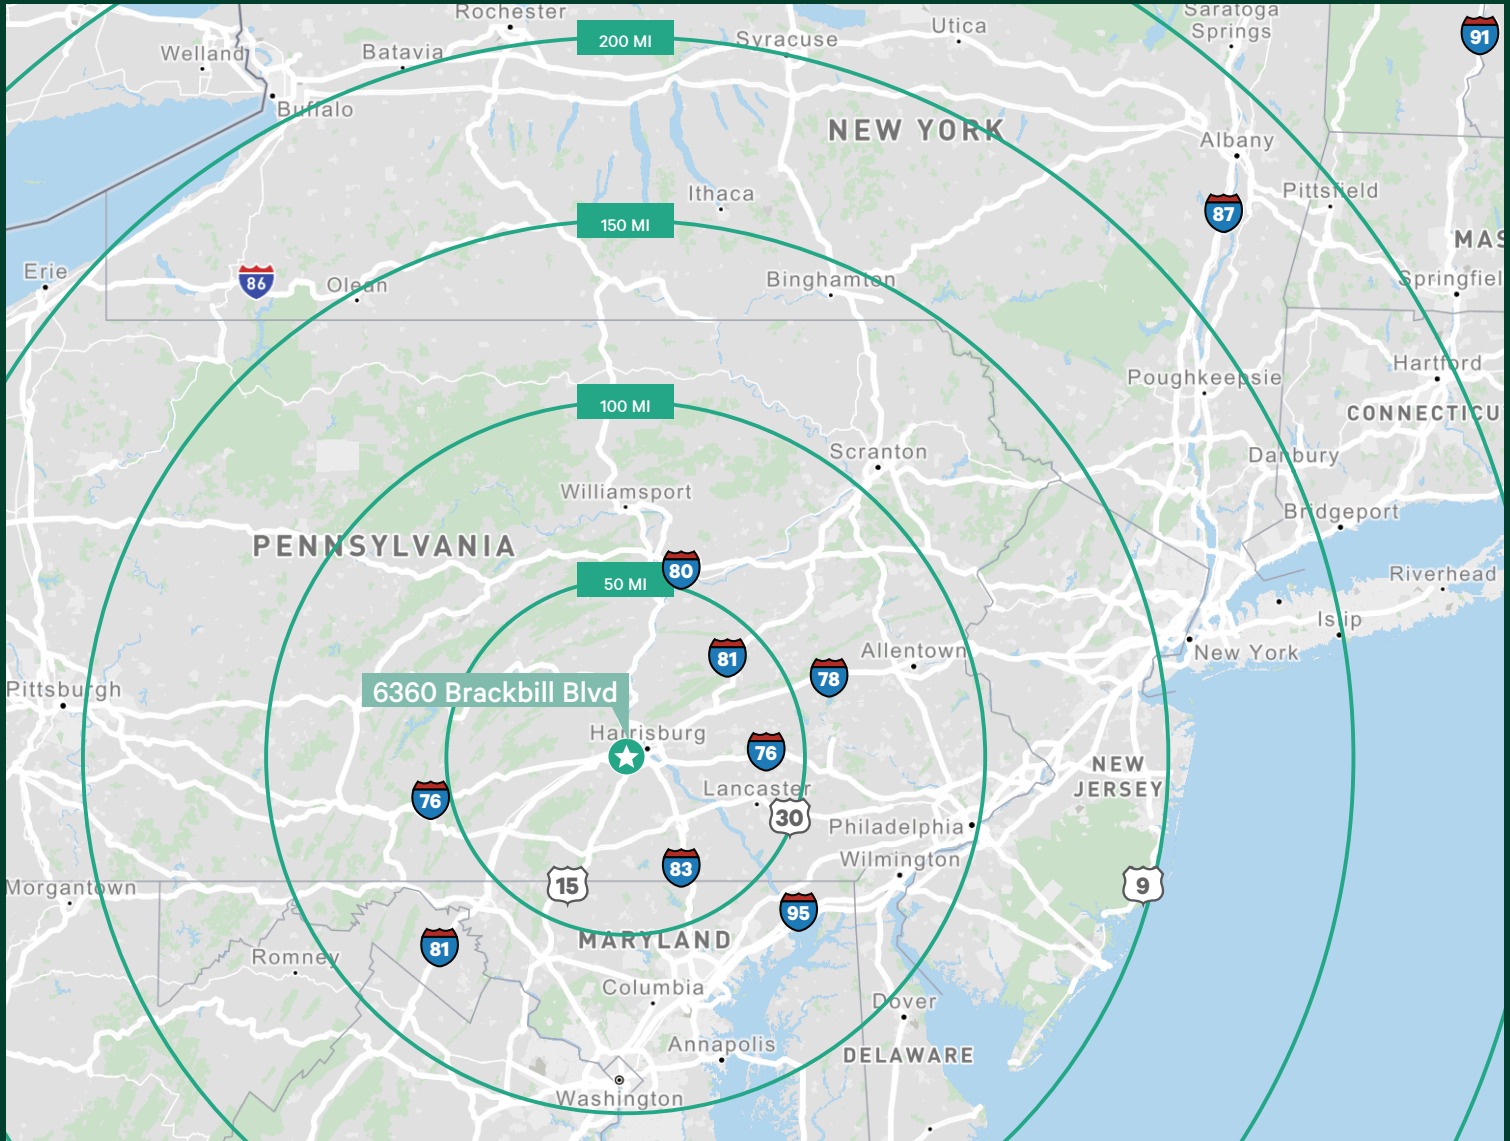 Rochester
200 MI
Syracuse
Utica
Saratoga
Springs
91
Welland
Batavia
Buffalo
NEW YORK
Albany
Ithaca
150 MI
87
Pittsfield
MAS
Erie
86
Olean
Binghamton
Springfiel
Hartford
Poughkeepsie
100 MI
CONNECTICU
Scranton
Danbury
Williamsport
Bridgeport
PENNSYLVANIA
80
50 MI
Riverhead
Islip
81
78
Allentown
New York
Pittsburgh
6360 Brackbill Blvd
Harrisburg
76
NEW
JERSEY
76
Lancaster
30
Philadelphia
83
Wilmington
Morgantown
15
9
95
81
MARYLAND
Romney
Columbia
Dover
Annapolis
DELAWARE
Washington